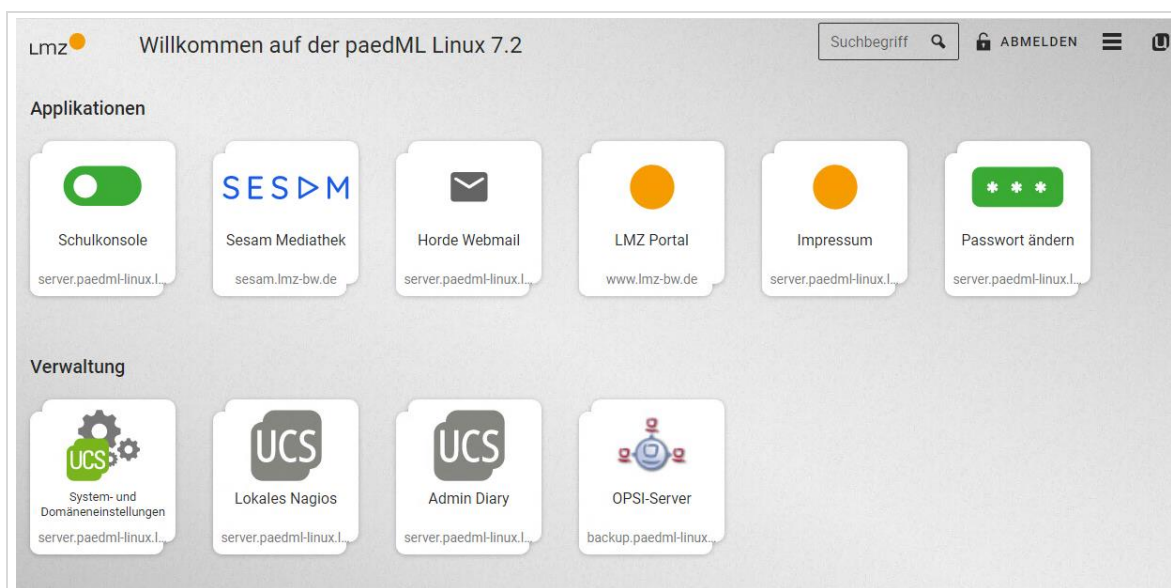 LMZ
Willkommen auf der paedML Linux 7.2
Suchbegriff
ABMELDEN
Applikationen
SESAM
Schulkonsole
Sesam Mediathek
Horde Webmail
LMZ Portal
Impressum
Passwort ändern
server.paedml-linux.l...
sesam.lmz-bw.de
server.paedml-linux.l...
www.lmz-bw.de
server.paedml-linux.l...
server.paedml-linux.l...
Verwaltung
UCS
UCS
UCS
System- und
Domäneneinstellungen
Lokales Nagios
Admin Diary
OPSI-Server
server.paedml-linux.l...
server.paedml-linux.l...
server.paedml-linux.l...
backup.paedml-linux...